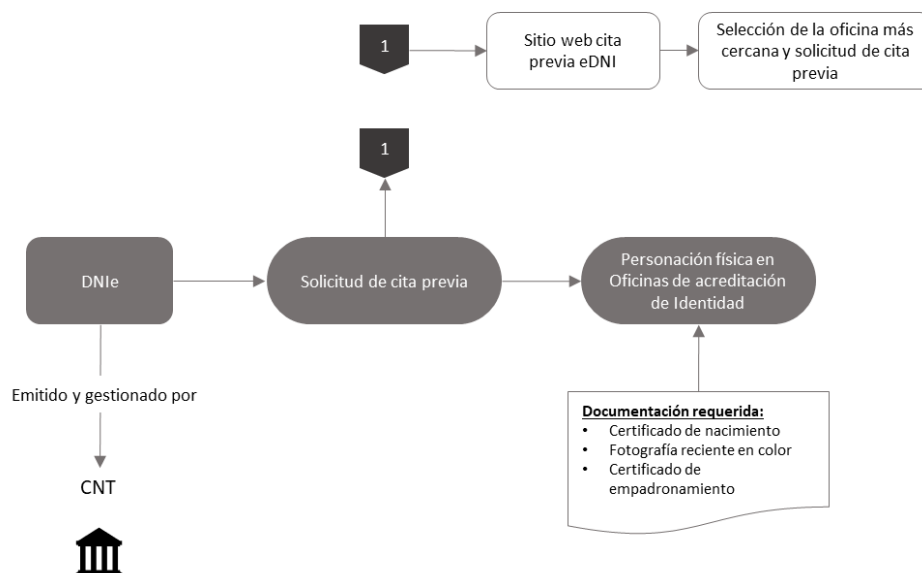 1
Sitio web cita
previa eDNI
Selección de la oficina más
cercana y solicitud de cita
previa
1
DNIe
Solicitud de cita previa
Personación física en
Oficinas de acreditación
de Identidad
Emitido y gestionado por
CNT
Documentación requerida:
• Certificado de nacimiento
• Fotografía reciente en color
• Certificado de
empadronamiento